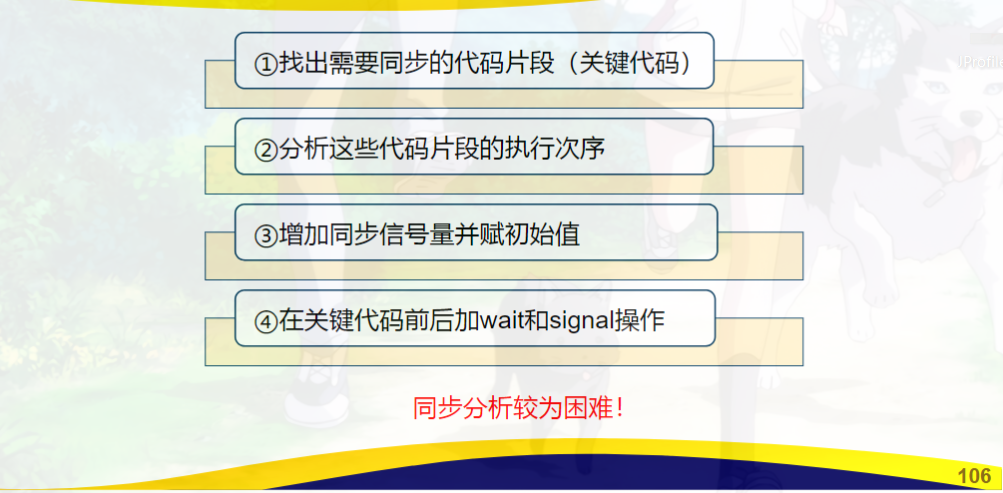 ①找出需要同步的代码片段（关键代码）
②分析这些代码片段的执行次序
③增加同步信号量并赋初始值
④在关键代码前后加wait和signal操作
同步分析较为困难！
106